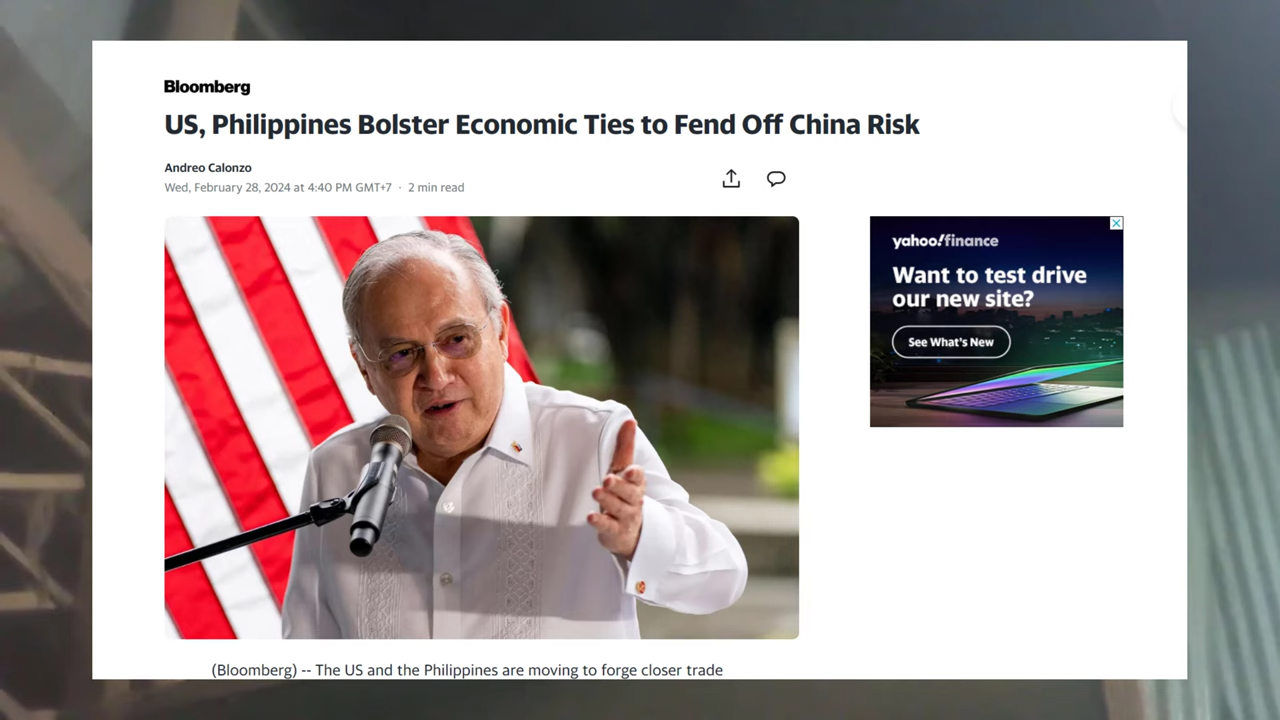 Bloomberg
US, Philippines Bolster Economic Ties to Fend Off China Risk
Andreo Calonzo
Wed, February 28, 2024 at 4:40 PM GMT+7 · 2 min read
yahoo!finance
Want to test drive
our new site?
See What's New
(Bloomberg) -- The US and the Philippines are moving to forge closer trade